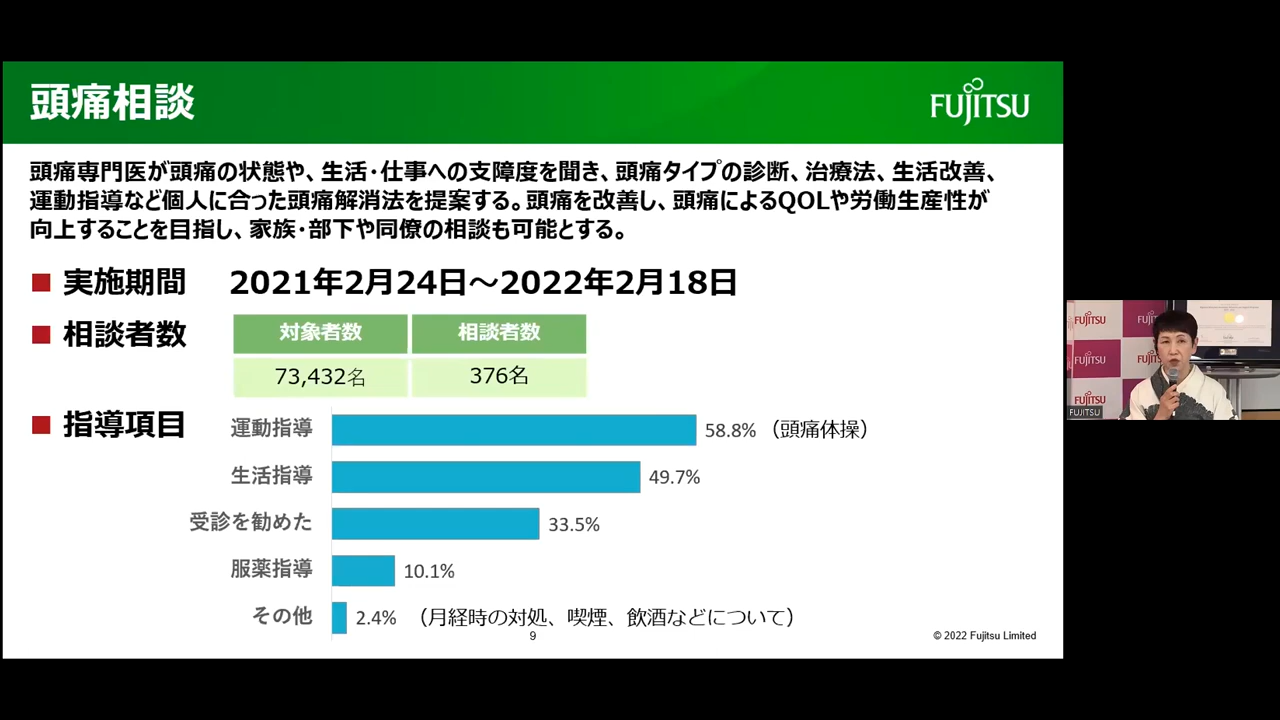 頭痛相談
FUJITSU
頭痛専門医が頭痛の状態や、生活・仕事への支障度を聞き、頭痛タイプの診断、治療法、生活改善、
運動指導など個人に合った頭痛解消法を提案する。頭痛を改善し、頭痛によるQOLや労働生産性が
向上することを目指し、家族・部下や同僚の相談も可能とする。
■ 実施期間 2021年2月24日～2022年2月18日
■ 相談者数
対象者数 相談者数
73,432名 376名
■ 指導項目
運動指導 58.8% （頭痛体操）
生活指導 49.7%
受診を勧めた 33.5%
服薬指導 10.1%
その他 2.4% （月経時の対処、喫煙、飲酒などについて）
9
© 2022 Fujitsu Limited
FUJITSU
FUJITSU
FUJITSU
FUJITSU